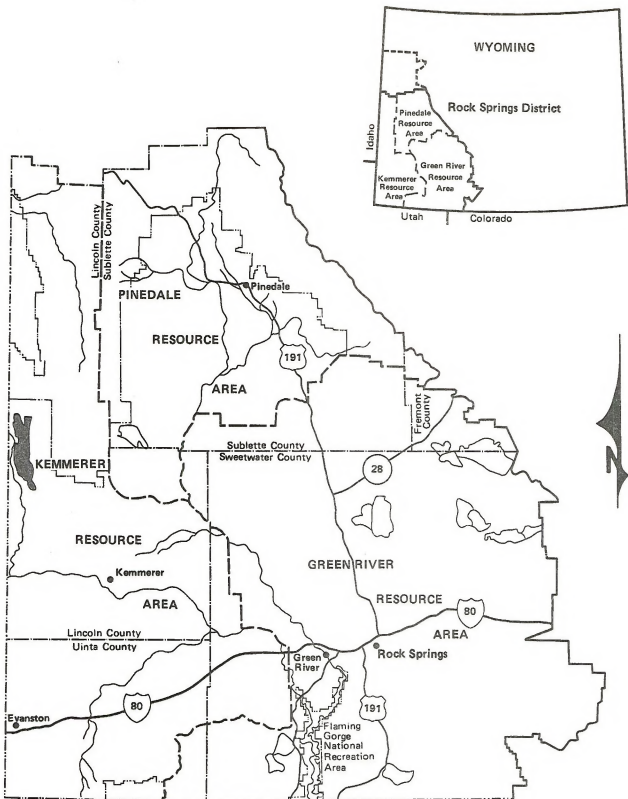 WYOMING
Rock Springs District
Pinedale
Resource
Area
Green River
Resource
Area
Kemmerer
Resource
Area
Idaho
Utah
Colorado
Lincoln County
Sublette County
Pinedale
PINEDALE
RESOURCE
AREA
191
Fremont
County
Sublette County
Sweetwater County
28
N
KEMMERER
RESOURCE
AREA
Kemmerer
GREEN RIVER
RESOURCE
AREA
80
Lincoln County
Uinta County
Green
River
Rock Springs
80
191
Evanston
Flaming
Gorge
National
Recreation
Area